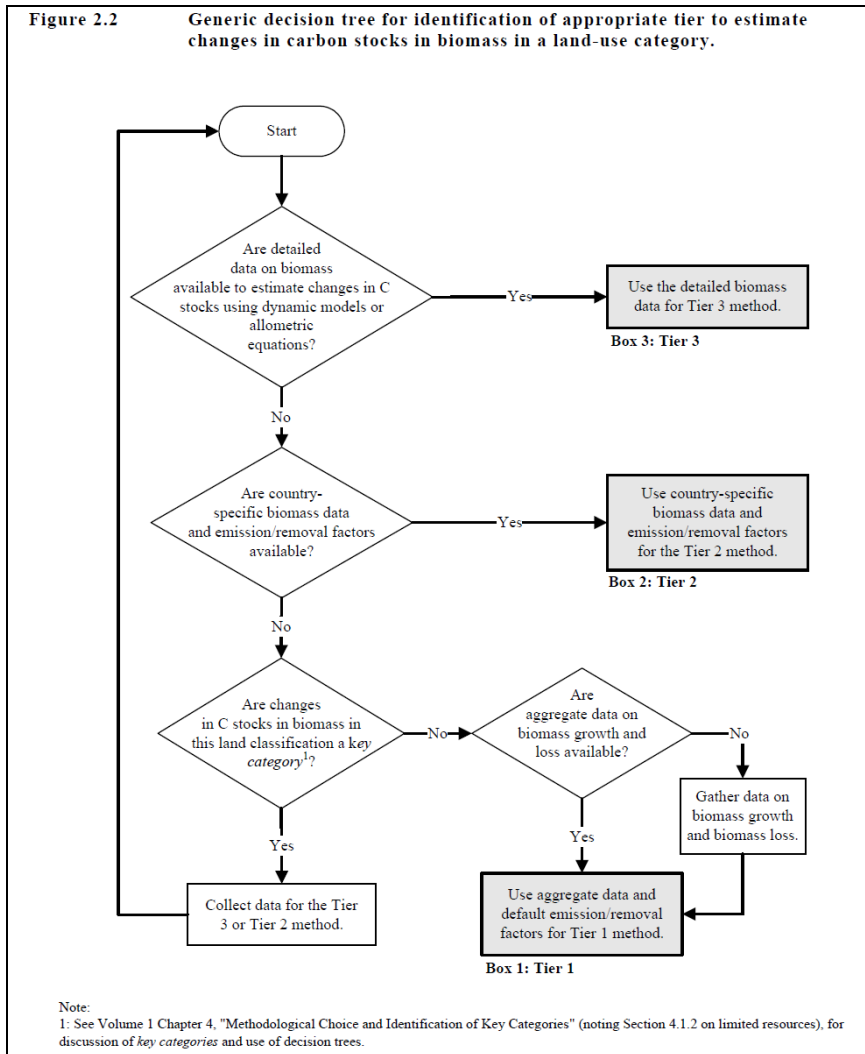 Figure 2.2 Generic decision tree for identification of appropriate tier to estimate
changes in carbon stocks in biomass in a land-use category.
Start
Are detailed
data on biomass
available to estimate changes in C
stocks using dynamic models or
allometric
equations?
Yes
Use the detailed biomass
data for Tier 3 method.
Box 3: Tier 3
No
Are country-
specific biomass data
and emission/removal factors
available?
Yes
Use country-specific
biomass data and
emission/removal factors
for the Tier 2 method.
Box 2: Tier 2
No
Are changes
in C stocks in biomass in
this land classification a key
category¹?
No
Are
aggregate data on
biomass growth and
loss available?
No
Gather data on
biomass growth
and biomass loss.
Yes
Yes
Collect data for the Tier
3 or Tier 2 method.
Use aggregate data and
default emission/removal
factors for Tier 1 method.
Box 1: Tier 1
Note:
1: See Volume 1 Chapter 4, "Methodological Choice and Identification of Key Categories" (noting Section 4.1.2 on limited resources), for
discussion of key categories and use of decision trees.